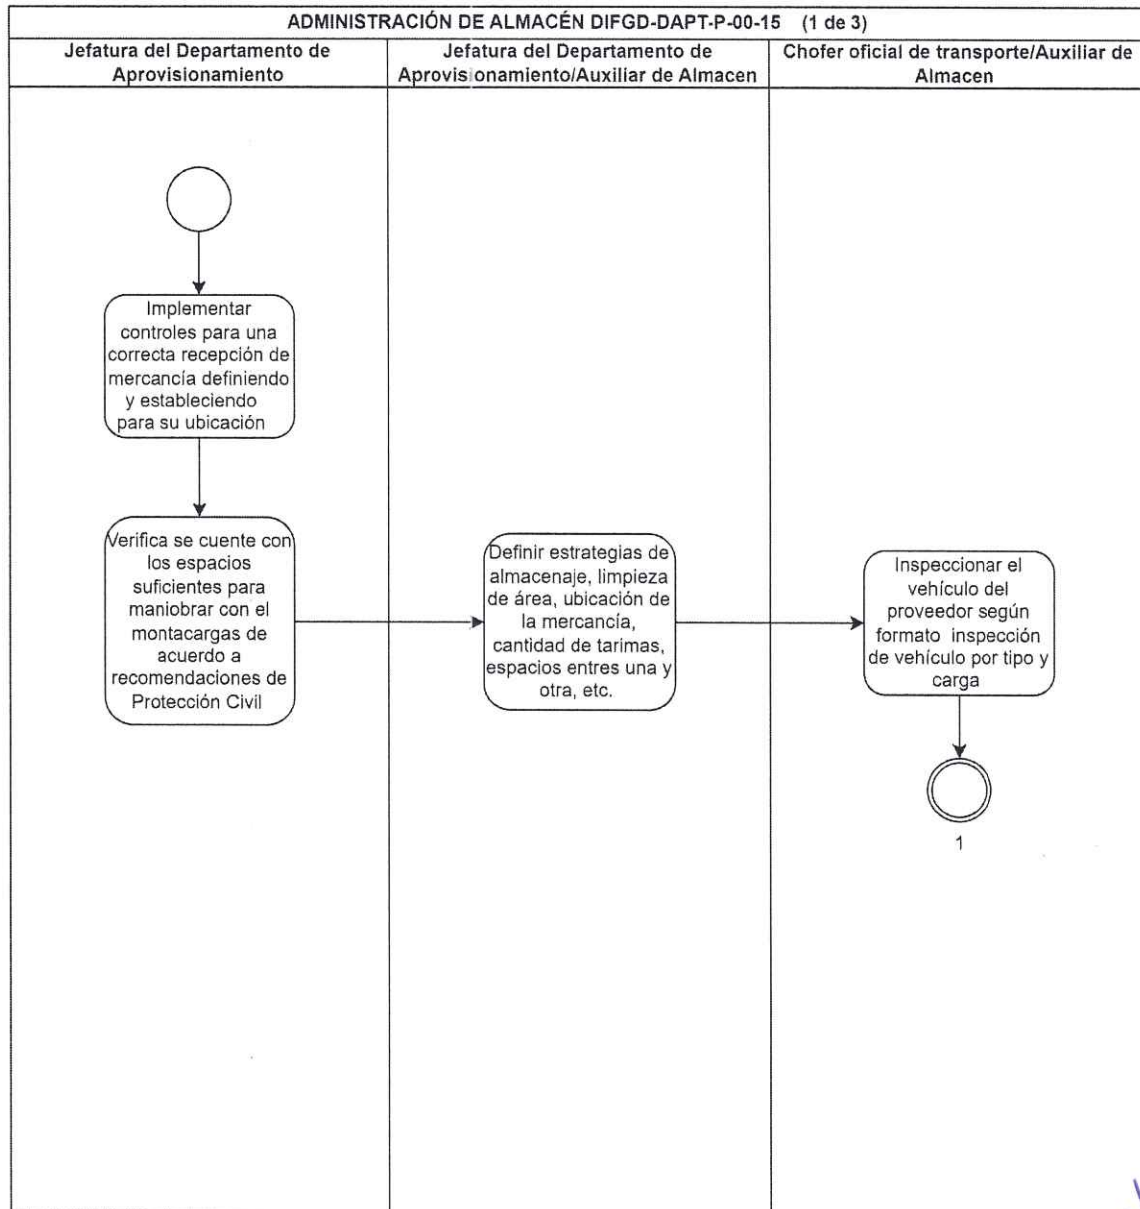 ADMINISTRACIÓN DE ALMACÉN DIFGD-DAPT-P-00-15 (1 de 3)
Jefatura del Departamento de
Aprovisionamiento
Jefatura del Departamento de
Aprovisionamiento/Auxiliar de Almacen
Chofer oficial de transporte/Auxiliar de
Almacen
Implementar
controles para una
correcta recepción de
mercancía definiendo
y estableciendo
para su ubicación
Verifica se cuente con
los espacios
suficientes para
maniobrar con el
montacargas de
acuerdo a
recomendaciones de
Protección Civil
Definir estrategias de
almacenaje, limpieza
de área, ubicación de
la mercancía,
cantidad de tarimas,
espacios entres una y
otra, etc.
Inspeccionar el
vehículo del
proveedor según
formato inspección
de vehículo por tipo y
carga
1